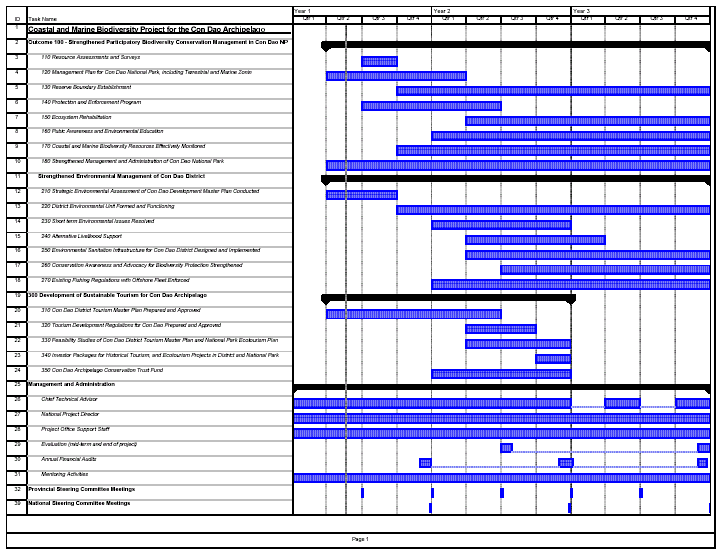 Year 1 Year 2 Year 3
ID Task Name Qtr 1 Qtr 2 Qtr 3 Qtr 4 Qtr 1 Qtr 2 Qtr 3 Qtr 4 Qtr 1 Qtr 2 Qtr 3 Qtr 4
1 Coastal and Marine Biodiversity Project for the Con Dao Archipelago
2 Outcome 100 - Strengthened Participatory Biodiversity Conservation Management in Con Dao NP
3 110 Resource Assessments and Surveys
4 120 Management Plan for Con Dao National Park, including Terrestrial and Marine Zonin
5 130 Reserve Boundary Establishment
6 140 Protection and Enforcement Program
7 150 Ecosystem Rehabilitation
8 160 Public Awareness and Environmental Education
9 170 Coastal and Marine Biodiversity Resources Effectively Monitored
10 180 Strengthened Management and Administration of Con Dao National Park
11 Strengthened Environmental Management of Con Dao District
12 210 Strategic Environmental Assessment of Con Dao Development Master Plan Conducted
13 220 District Environmental Unit Formed and Functioning
14 230 Short term Environmental Issues Resolved
15 240 Alternative Livelihood Support
16 250 Environmental Sanitation Infrastructure for Con Dao District Designed and Implemented
17 260 Conservation Awareness and Advocacy for Biodiversity Protection Strengthened
18 270 Existing Fishing Regulations with Offshore Fleet Enforced
19 300 Development of Sustainable Tourism for Con Dao Archipelago
20 310 Con Dao District Tourism Master Plan Prepared and Approved
21 320 Tourism Development Regulations for Con Dao Prepared and Approved
22 330 Feasibility Studies of Con Dao District Tourism Master Plan and National Park Ecotourism Plan
23 340 Investor Packages for Historical Tourism, and Ecotourism Projects in District and National Park
24 350 Con Dao Archipelago Conservation Trust Fund
25 Management and Administration
26 Chief Technical Advisor
27 National Project Director
28 Project Office Support Staff
29 Evaluation (mid-term and end of project)
30 Annual Financial Audits
31 Mentoring Activities
32 Provincial Steering Committee Meetings
39 National Steering Committee Meetings
Page 1